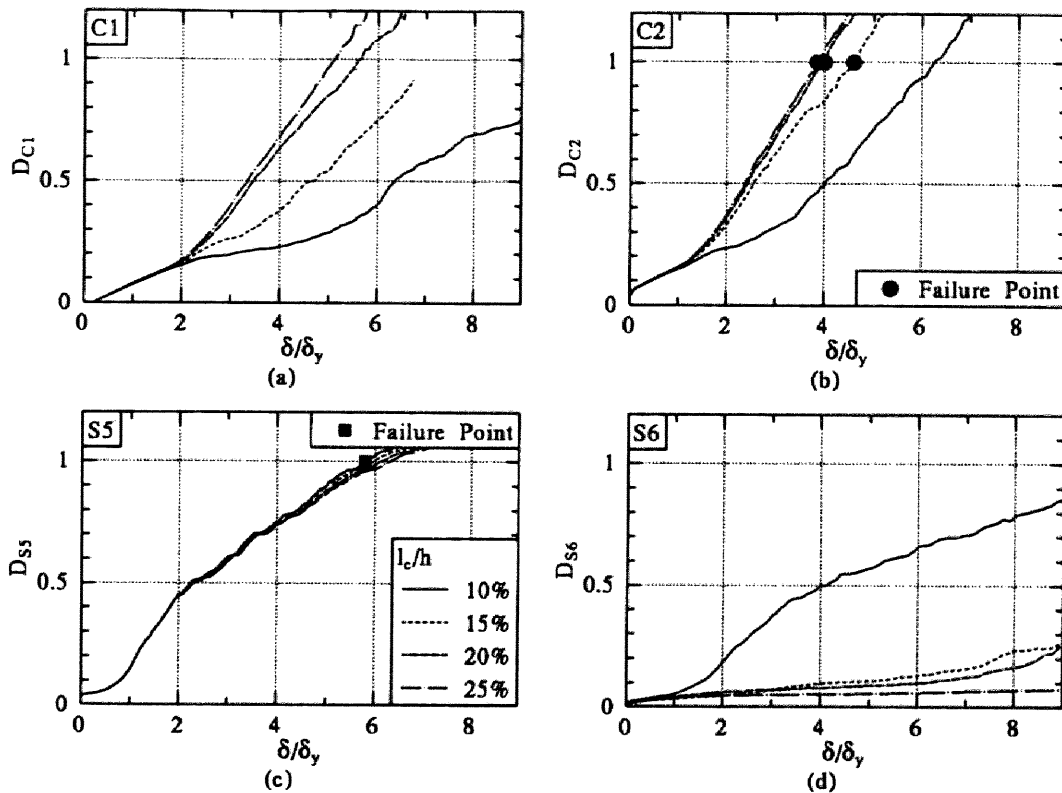 C1
1
0.5
0
D_C1
0 2 4 6 8
δ/δ_y
(a)
C2
1
0.5
0
D_C2
● Failure Point
0 2 4 6 8
δ/δ_y
(b)
S5
■ Failure Point
1
0.5
0
D_S5
l_c/h
10%
15%
20%
25%
0 2 4 6 8
δ/δ_y
(c)
S6
1
0.5
0
D_S6
0 2 4 6 8
δ/δ_y
(d)